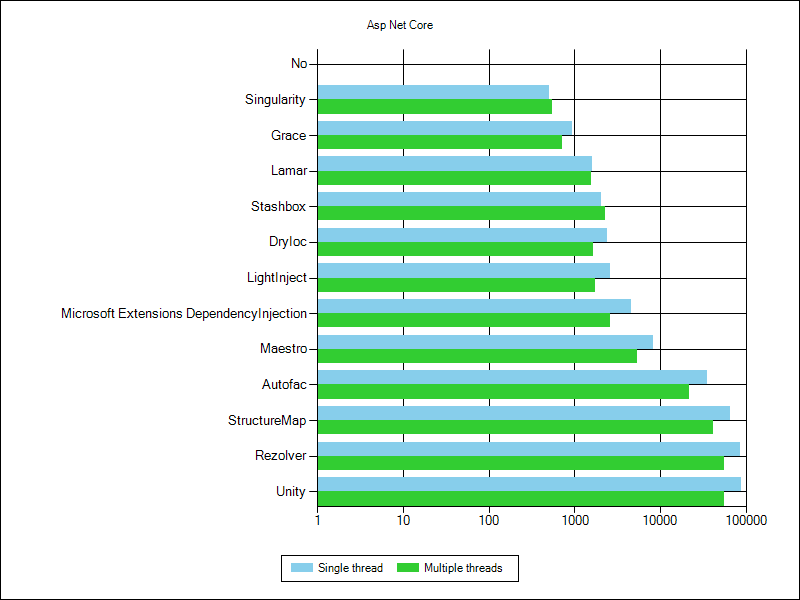 Asp Net Core
No
Singularity
Grace
Lamar
Stashbox
DryIoc
LightInject
Microsoft Extensions DependencyInjection
Maestro
Autofac
StructureMap
Rezolver
Unity
1 10 100 1000 10000 100000
Single thread Multiple threads